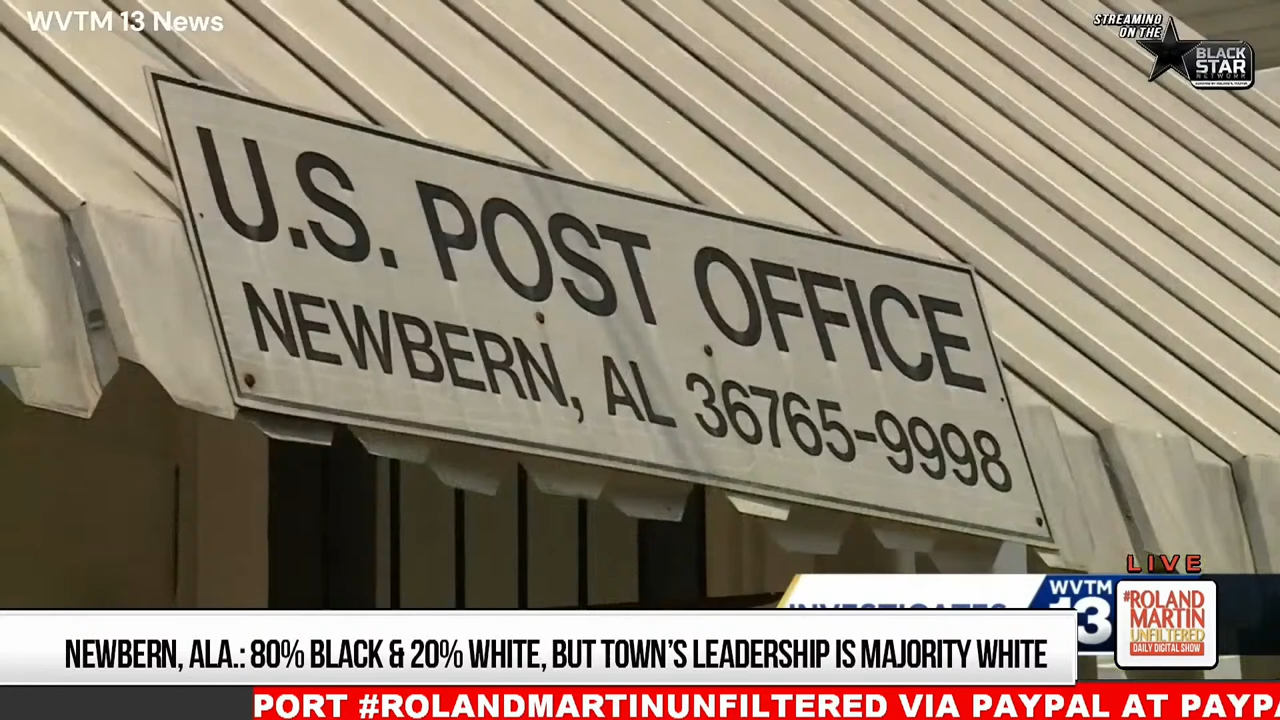 WVTM 13 News
STREAMING
ON THE
BLACK
STAR
NETWORK
U.S. POST OFFICE
NEWBERN, AL 36765-9998
LIVE
INVESTIGATES
WVTM
13
#ROLAND
MARTIN
UNFILTERED
DAILY DIGITAL SHOW
NEWBERN, ALA.: 80% BLACK & 20% WHITE, BUT TOWN'S LEADERSHIP IS MAJORITY WHITE
PORT #ROLANDMARTINUNFILTERED VIA PAYPAL AT PAYP